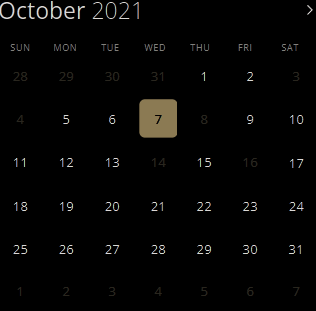 October 2021
SUN MON TUE WED THU FRI SAT
28 29 30 31 1 2 3
4 5 6 7 8 9 10
11 12 13 14 15 16 17
18 19 20 21 22 23 24
25 26 27 28 29 30 31
1 2 3 4 5 6 7